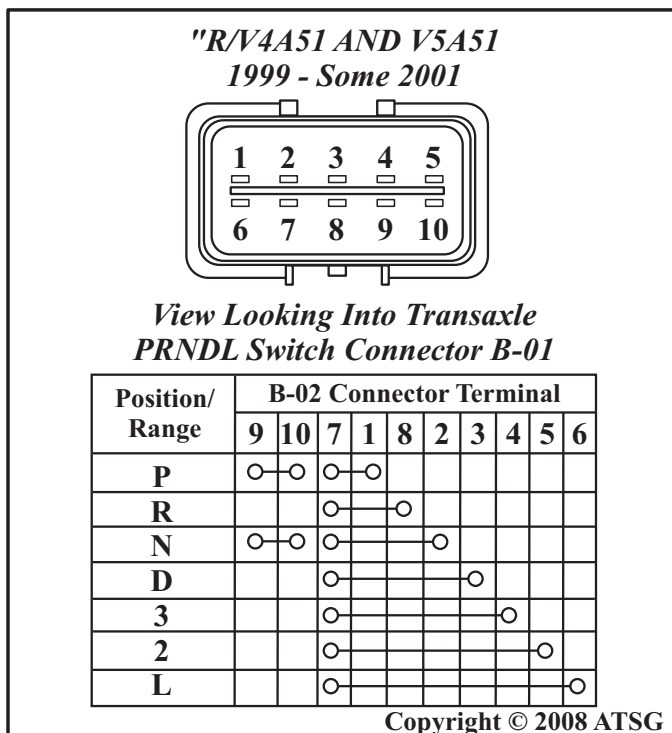 "R/V4A51 AND V5A51
1999 - Some 2001
1 2 3 4 5
6 7 8 9 10
View Looking Into Transaxle
PRNDL Switch Connector B-01
Position/ Range
B-02 Connector Terminal
9 10 7 1 8 2 3 4 5 6
P
R
N
D
3
2
L
Copyright © 2008 ATSG